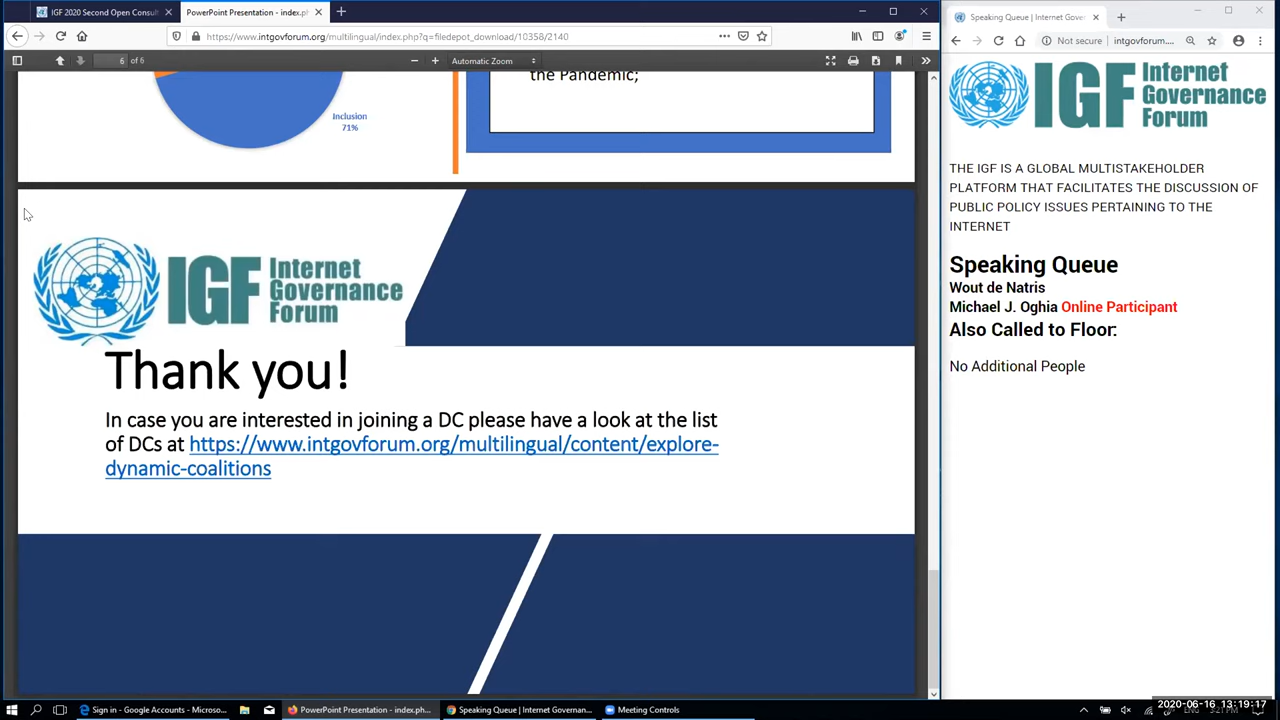 IGF 2020 Second Open Consult
PowerPoint Presentation - index.ph
https://www.intgovforum.org/multilingual/index.php?q=filedepot_download/10358/2140
6 of 6
Automatic Zoom
Inclusion
71%
the Pandemic;
IGF Internet
Governance
Forum
Thank you!
In case you are interested in joining a DC please have a look at the list
of DCs at https://www.intgovforum.org/multilingual/content/explore-
dynamic-coalitions
Speaking Queue | Internet Gover
Not secure intgovforum....
IGF Internet
Governance
Forum
THE IGF IS A GLOBAL MULTISTAKEHOLDER
PLATFORM THAT FACILITATES THE DISCUSSION OF
PUBLIC POLICY ISSUES PERTAINING TO THE
INTERNET
Speaking Queue
Wout de Natris
Michael J. Oghia Online Participant
Also Called to Floor:
No Additional People
Sign in - Google Accounts - Microso...
PowerPoint Presentation - index.ph...
Speaking Queue | Internet Governan...
Meeting Controls
2020-06-16 13:19:17